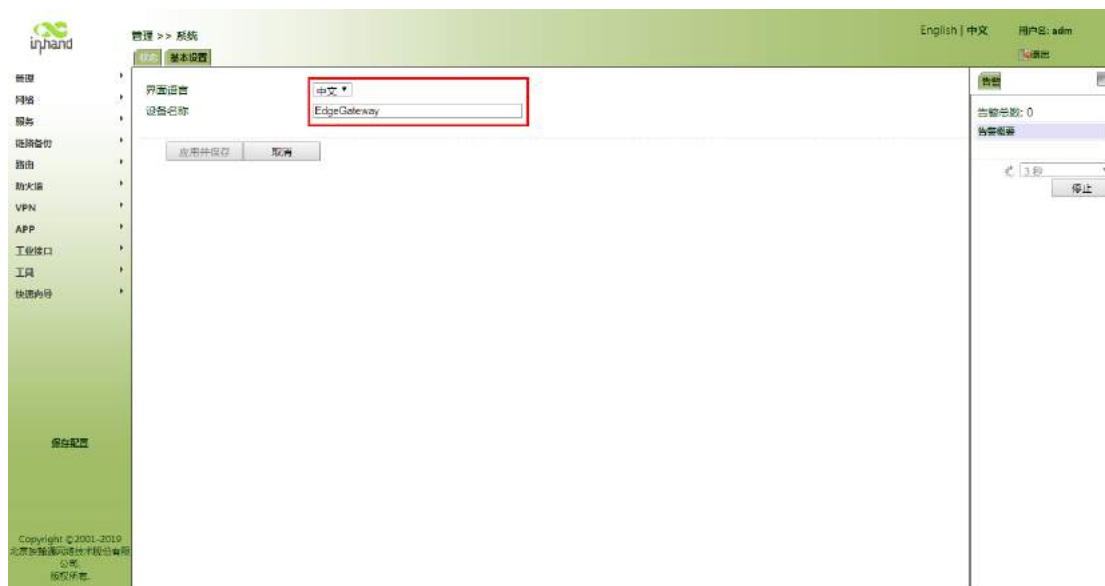 inhand
管理 >> 系统
English | 中文
用户名: adm
退出
状态
基本设置
管理
网络
服务
链路备份
路由
防火墙
VPN
APP
工业接口
工具
快速向导
界面语言
中文
设备名称
EdgeGateway
应用并保存
取消
告警
告警总数: 0
告警概要
3 秒
停止
保存配置
Copyright ©2001-2019
北京映翰通网络技术股份有限
公司.
版权所有.